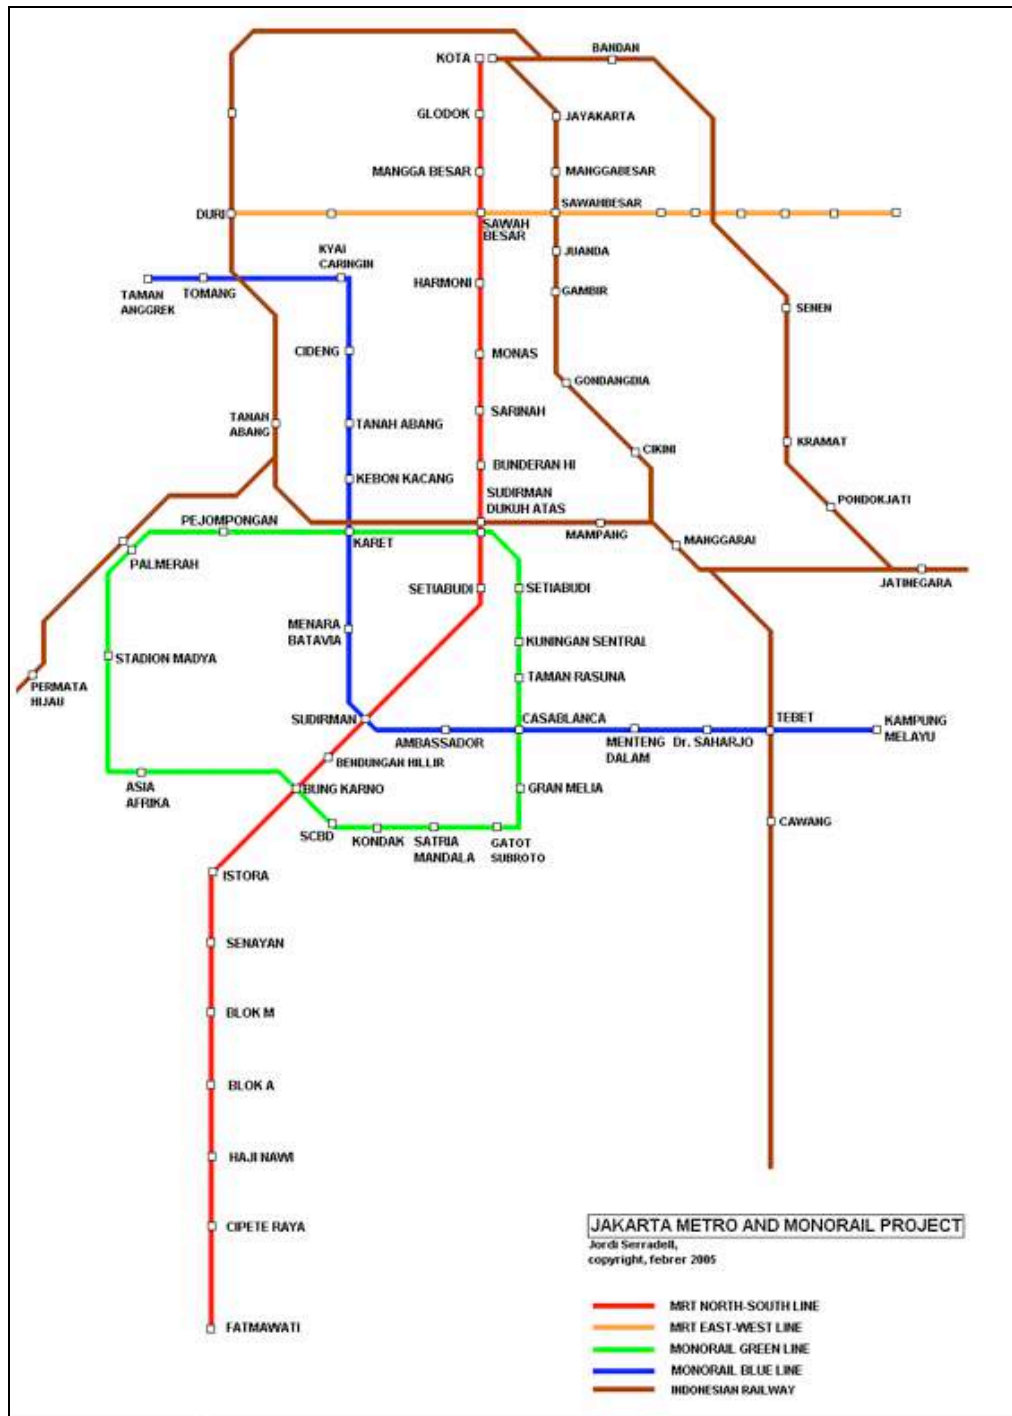 KOTA
BANDAN
GLODOK
JAYAKARTA
MANGGA BESAR
MANGGABESAR
DURI
SAWAHBESAR
SAWAH
BESAR
KYAI
CARINGIN
JUANDA
TAMAN
ANGGREK
TOMANG
HARMONI
GAMBIR
SENEN
CIDENG
MONAS
GONDANGDIA
TANAH
ABANG
TANAH ABANG
SARINAH
CIKINI
KRAMAT
KEBON KACANG
BUNDERAN HI
SUDIRMAN
DUKUH ATAS
PONDOKJATI
PEJOMPONGAN
KARET
MAMPANG
MANGGARAI
PALMERAH
JATINEGARA
SETIABUDI
SETIABUDI
MENARA
BATAVIA
KUNINGAN SENTRAL
STADION MADYA
TAMAN RASUNA
PERMATA
HIJAU
SUDIRMAN
CASABLANCA
TEBET
KAMPUNG
MELAYU
AMBASSADOR
MENTENG
DALAM
Dr. SAHARJO
BENDUNGAN HILLIR
ASIA
AFRIKA
BUNG KARNO
GRAN MELIA
SCBD
KONDAK
SATRIA
MANDALA
GATOT
SUBROTO
CAWANG
ISTORA
SENAYAN
BLOK M
BLOK A
HAJI NAWI
CIPETE RAYA
FATMAWATI
JAKARTA METRO AND MONORAIL PROJECT
Jordi Serradell,
copyright, febrer 2005
MRT NORTH-SOUTH LINE
MRT EAST-WEST LINE
MONORAIL GREEN LINE
MONORAIL BLUE LINE
INDONESIAN RAILWAY